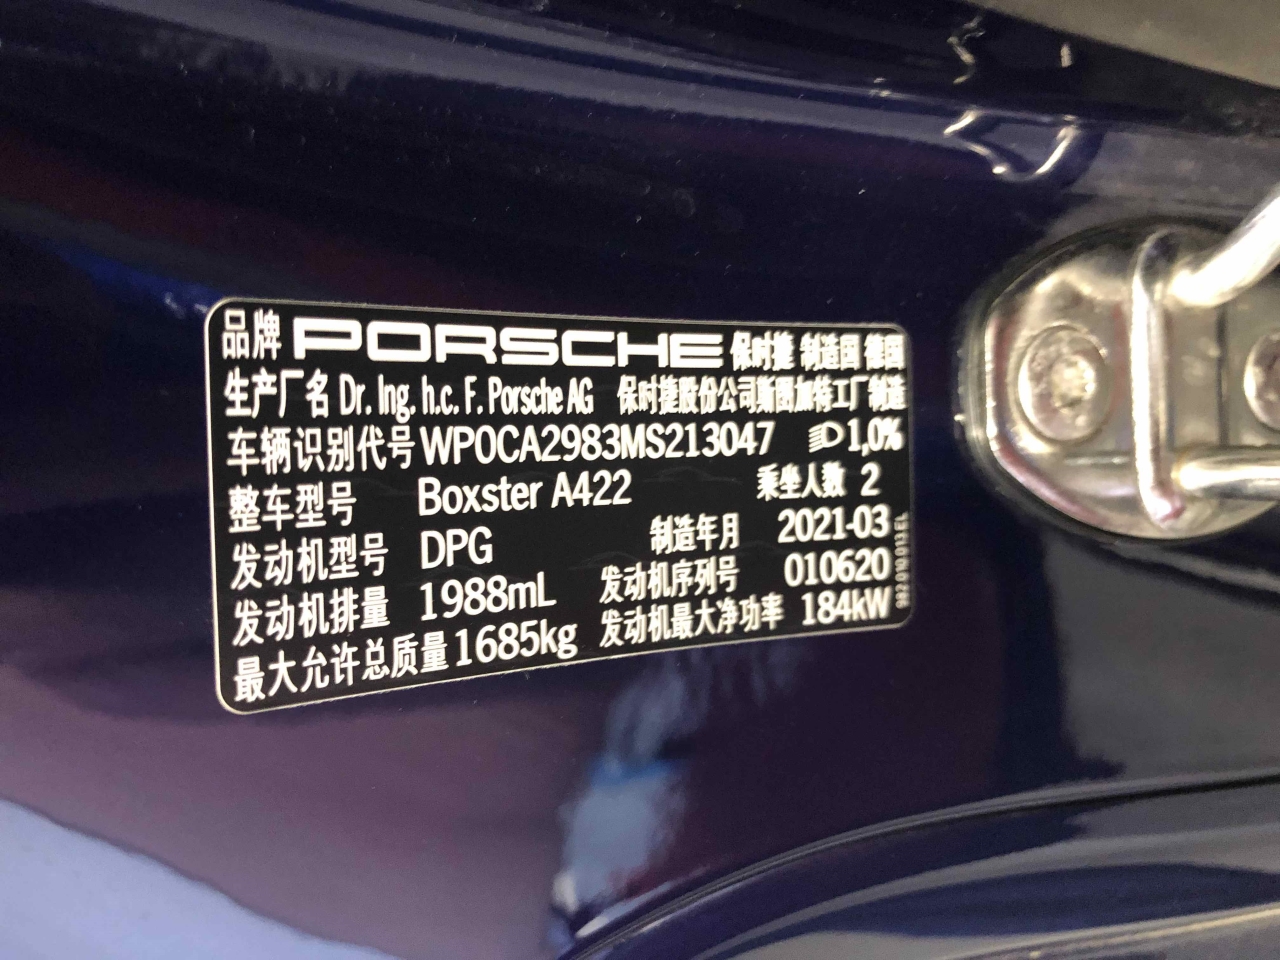 品牌 PORSCHE 保时捷 制造国 德国
生产厂名 Dr. Ing. h.c. F. Porsche AG 保时捷股份公司斯图加特工厂制造
车辆识别代号 WP0CA2983MS213047 1,0%
整车型号 Boxster A422 乘坐人数 2
发动机型号 DPG 制造年月 2021-03
发动机排量 1988mL 发动机序列号 010620
最大允许总质量 1685kg 发动机最大净功率 184kW
982.010.013.EL